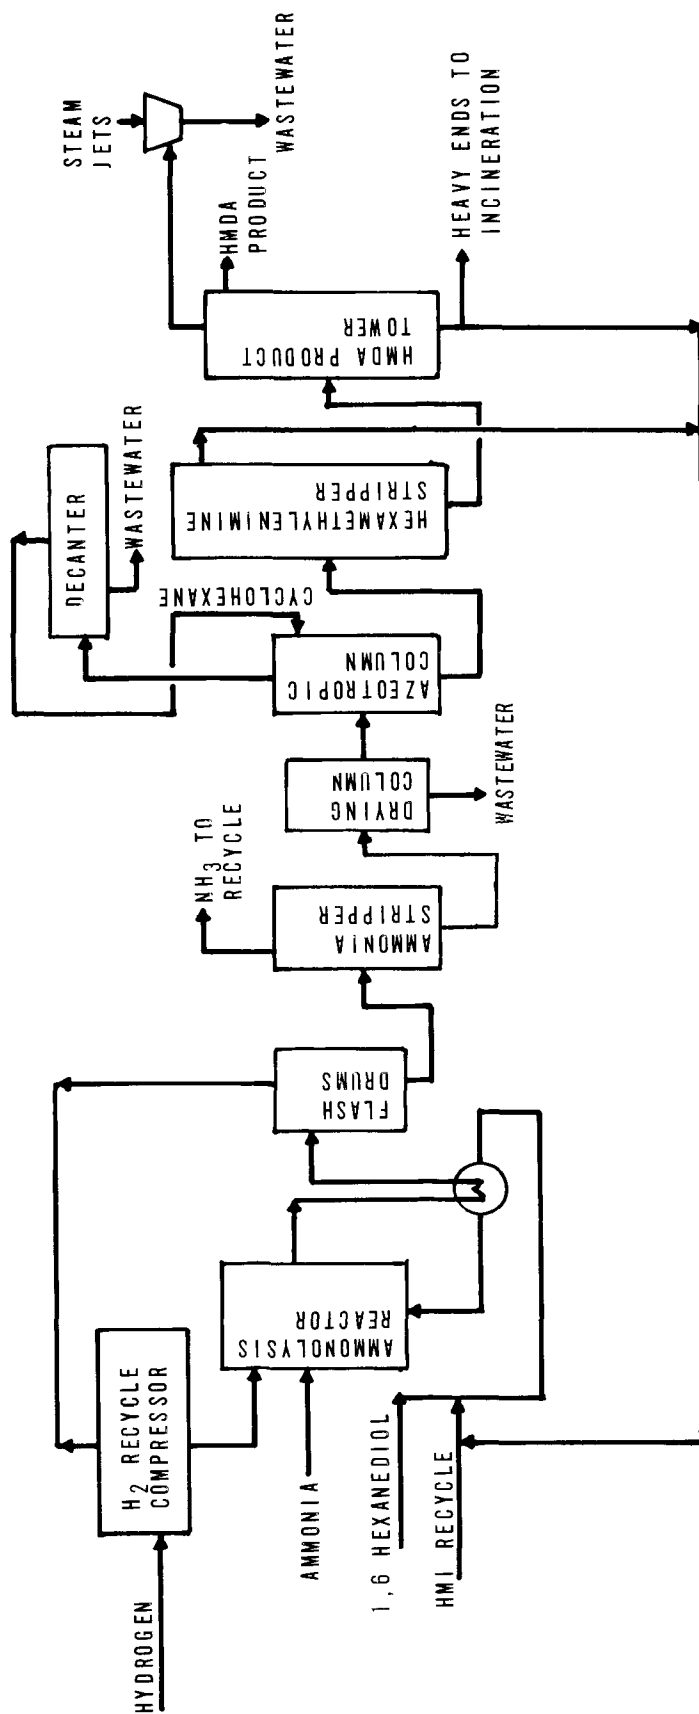 HYDROGEN
H2 RECYCLE
COMPRESSOR
AMMONIA
1,6 HEXANEDIOL
HMI RECYCLE
AMMONOLYSIS
REACTOR
FLASH
DRUMS
NH3 TO
RECYCLE
AMMONIA
STRIPPER
DRYING
COLUMN
WASTEWATER
AZEOTROPIC
COLUMN
CYCLOHEXANE
DECANTER
WASTEWATER
HEXAMETHYLENIMINE
STRIPPER
HMDA PRODUCT
TOWER
HMDA
PRODUCT
STEAM
JETS
WASTEWATER
HEAVY ENDS TO
INCINERATION